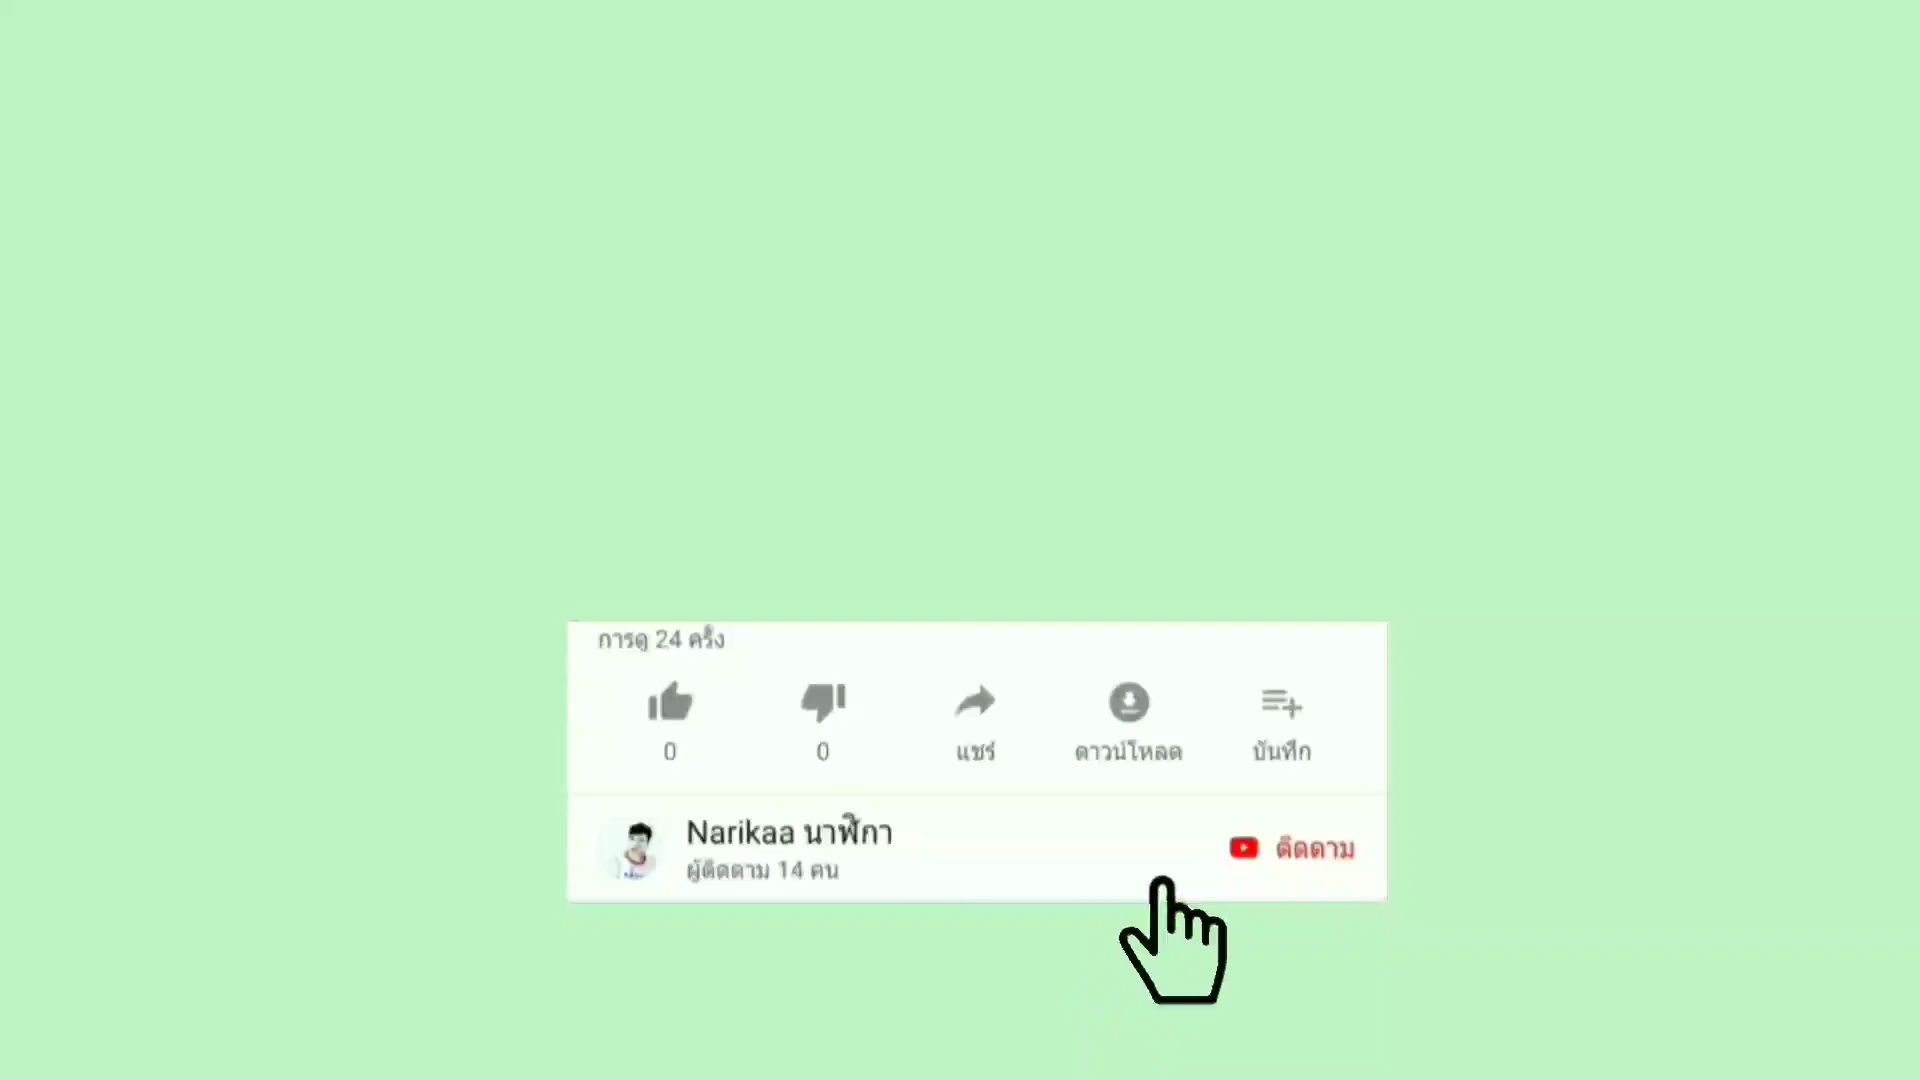 การดู 24 ครั้ง
0 0 แชร์ ดาวน์โหลด บันทึก
Narikaa นาฬิกา
ผู้ติดตาม 14 คน
ติดตาม